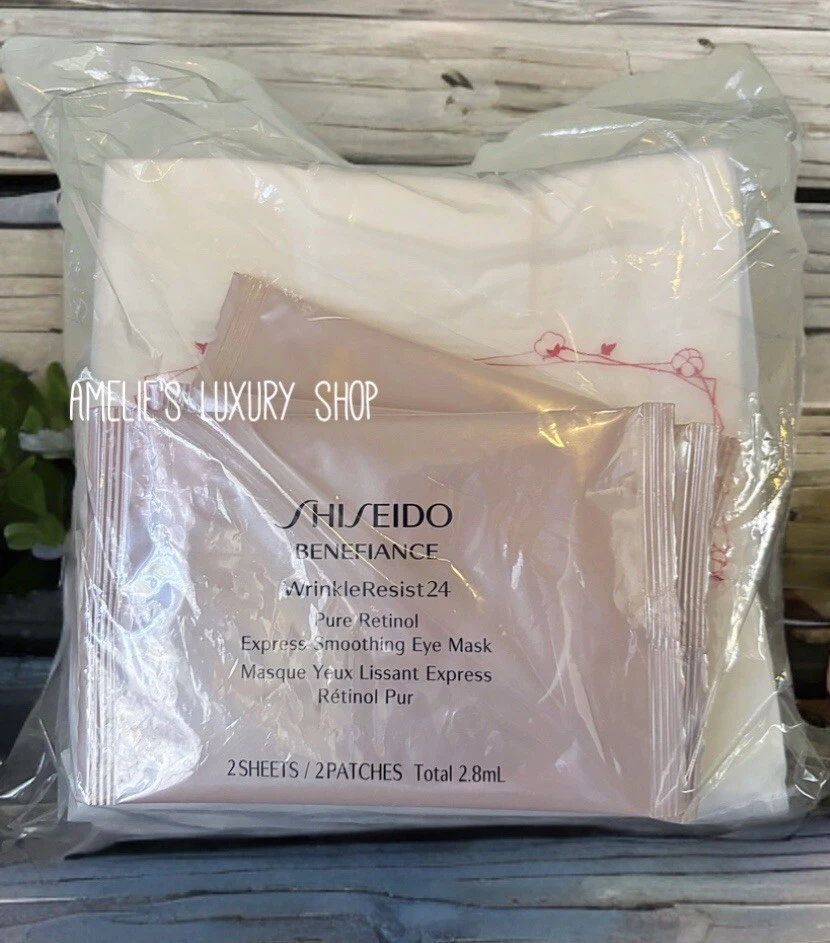 AMELIE'S LUXURY SHOP
SHISEIDO
BENEFIANCE
WrinkleResist24
Pure Retinol
Express Smoothing Eye Mask
Masque Yeux Lissant Express
Rétinol Pur
2 SHEETS / 2 PATCHES Total 2.8mL